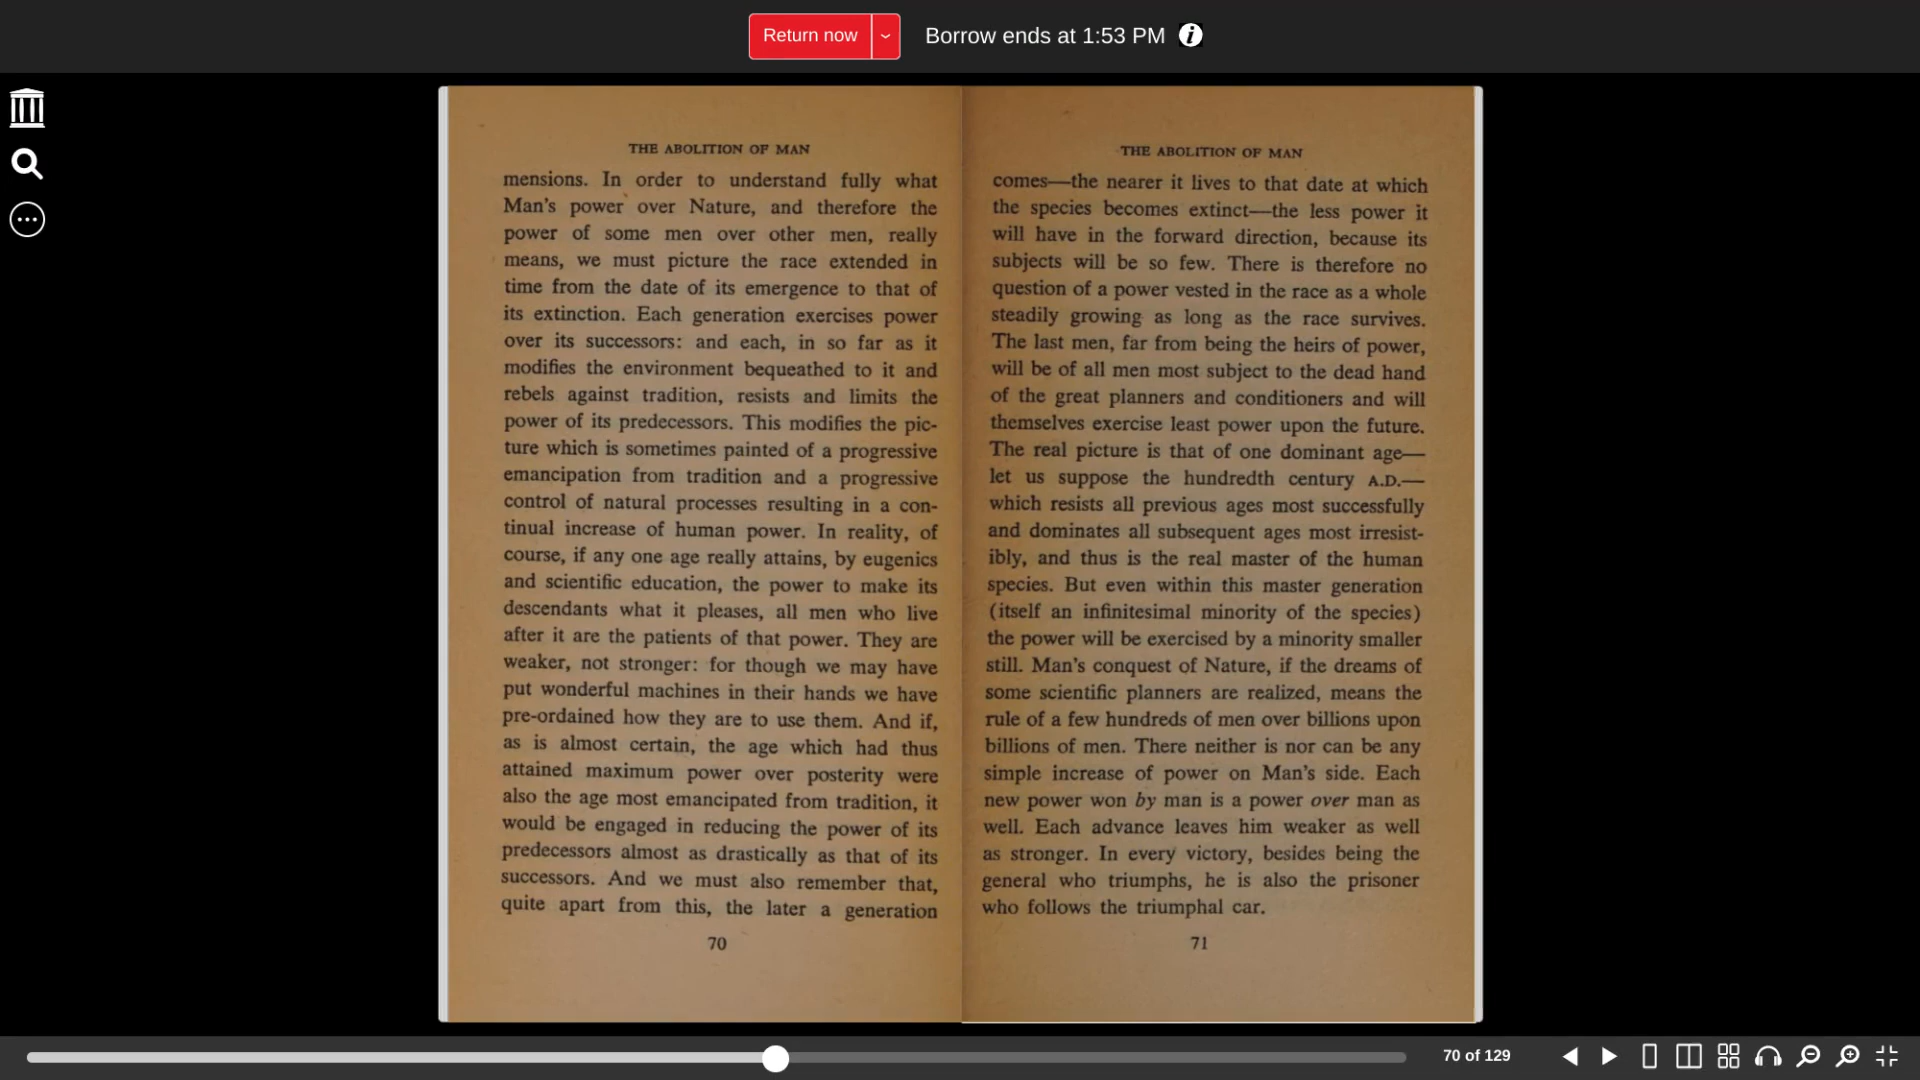 Return now
Borrow ends at 1:53 PM
THE ABOLITION OF MAN
mensions. In order to understand fully what
Man's power over Nature, and therefore the
power of some men over other men, really
means, we must picture the race extended in
time from the date of its emergence to that of
its extinction. Each generation exercises power
over its successors: and each, in so far as it
modifies the environment bequeathed to it and
rebels against tradition, resists and limits the
power of its predecessors. This modifies the pic-
ture which is sometimes painted of a progressive
emancipation from tradition and a progressive
control of natural processes resulting in a con-
tinual increase of human power. In reality, of
course, if any one age really attains, by eugenics
and scientific education, the power to make its
descendants what it pleases, all men who live
after it are the patients of that power. They are
weaker, not stronger: for though we may have
put wonderful machines in their hands we have
pre-ordained how they are to use them. And if,
as is almost certain, the age which had thus
attained maximum power over posterity were
also the age most emancipated from tradition, it
would be engaged in reducing the power of its
predecessors almost as drastically as that of its
successors. And we must also remember that,
quite apart from this, the later a generation
70
THE ABOLITION OF MAN
comes—the nearer it lives to that date at which
the species becomes extinct—the less power it
will have in the forward direction, because its
subjects will be so few. There is therefore no
question of a power vested in the race as a whole
steadily growing as long as the race survives.
The last men, far from being the heirs of power,
will be of all men most subject to the dead hand
of the great planners and conditioners and will
themselves exercise least power upon the future.
The real picture is that of one dominant age—
let us suppose the hundredth century A.D.—
which resists all previous ages most successfully
and dominates all subsequent ages most irresist-
ibly, and thus is the real master of the human
species. But even within this master generation
(itself an infinitesimal minority of the species)
the power will be exercised by a minority smaller
still. Man's conquest of Nature, if the dreams of
some scientific planners are realized, means the
rule of a few hundreds of men over billions upon
billions of men. There neither is nor can be any
simple increase of power on Man's side. Each
new power won by man is a power over man as
well. Each advance leaves him weaker as well
as stronger. In every victory, besides being the
general who triumphs, he is also the prisoner
who follows the triumphal car.
71
70 of 129